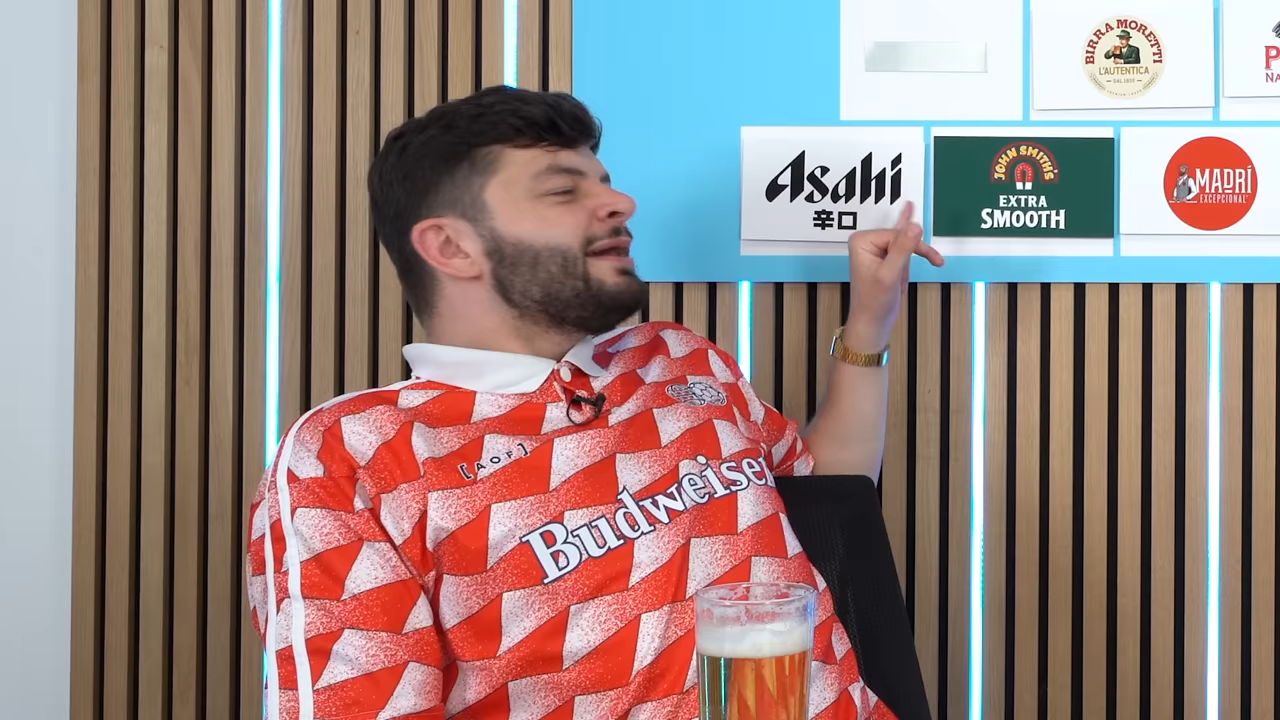 BIRRA MORETTI
L'AUTENTICA
Asahi
辛口
JOHN SMITH'S
EXTRA
SMOOTH
MADRÍ
EXCEPCIONAL
[AOF]
Budweiser